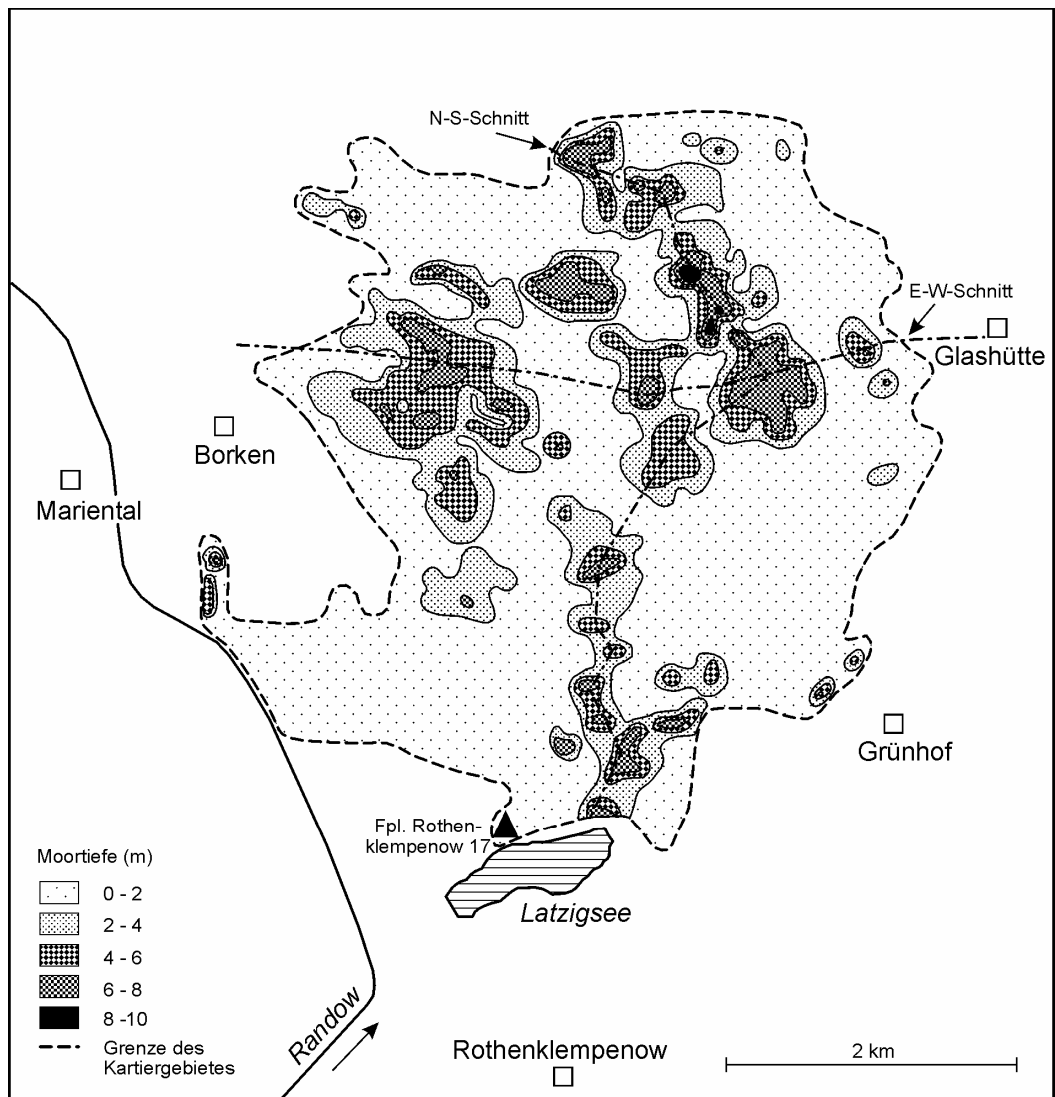 N-S-Schnitt
E-W-Schnitt
Glashütte
Borken
Mariental
Grünhof
Fpl. Rothen-
klempenow 17
Latzigsee
Moortiefe (m)
0 - 2
2 - 4
4 - 6
6 - 8
8 -10
Grenze des
Kartiergebietes
Randow
Rothenklempenow
2 km